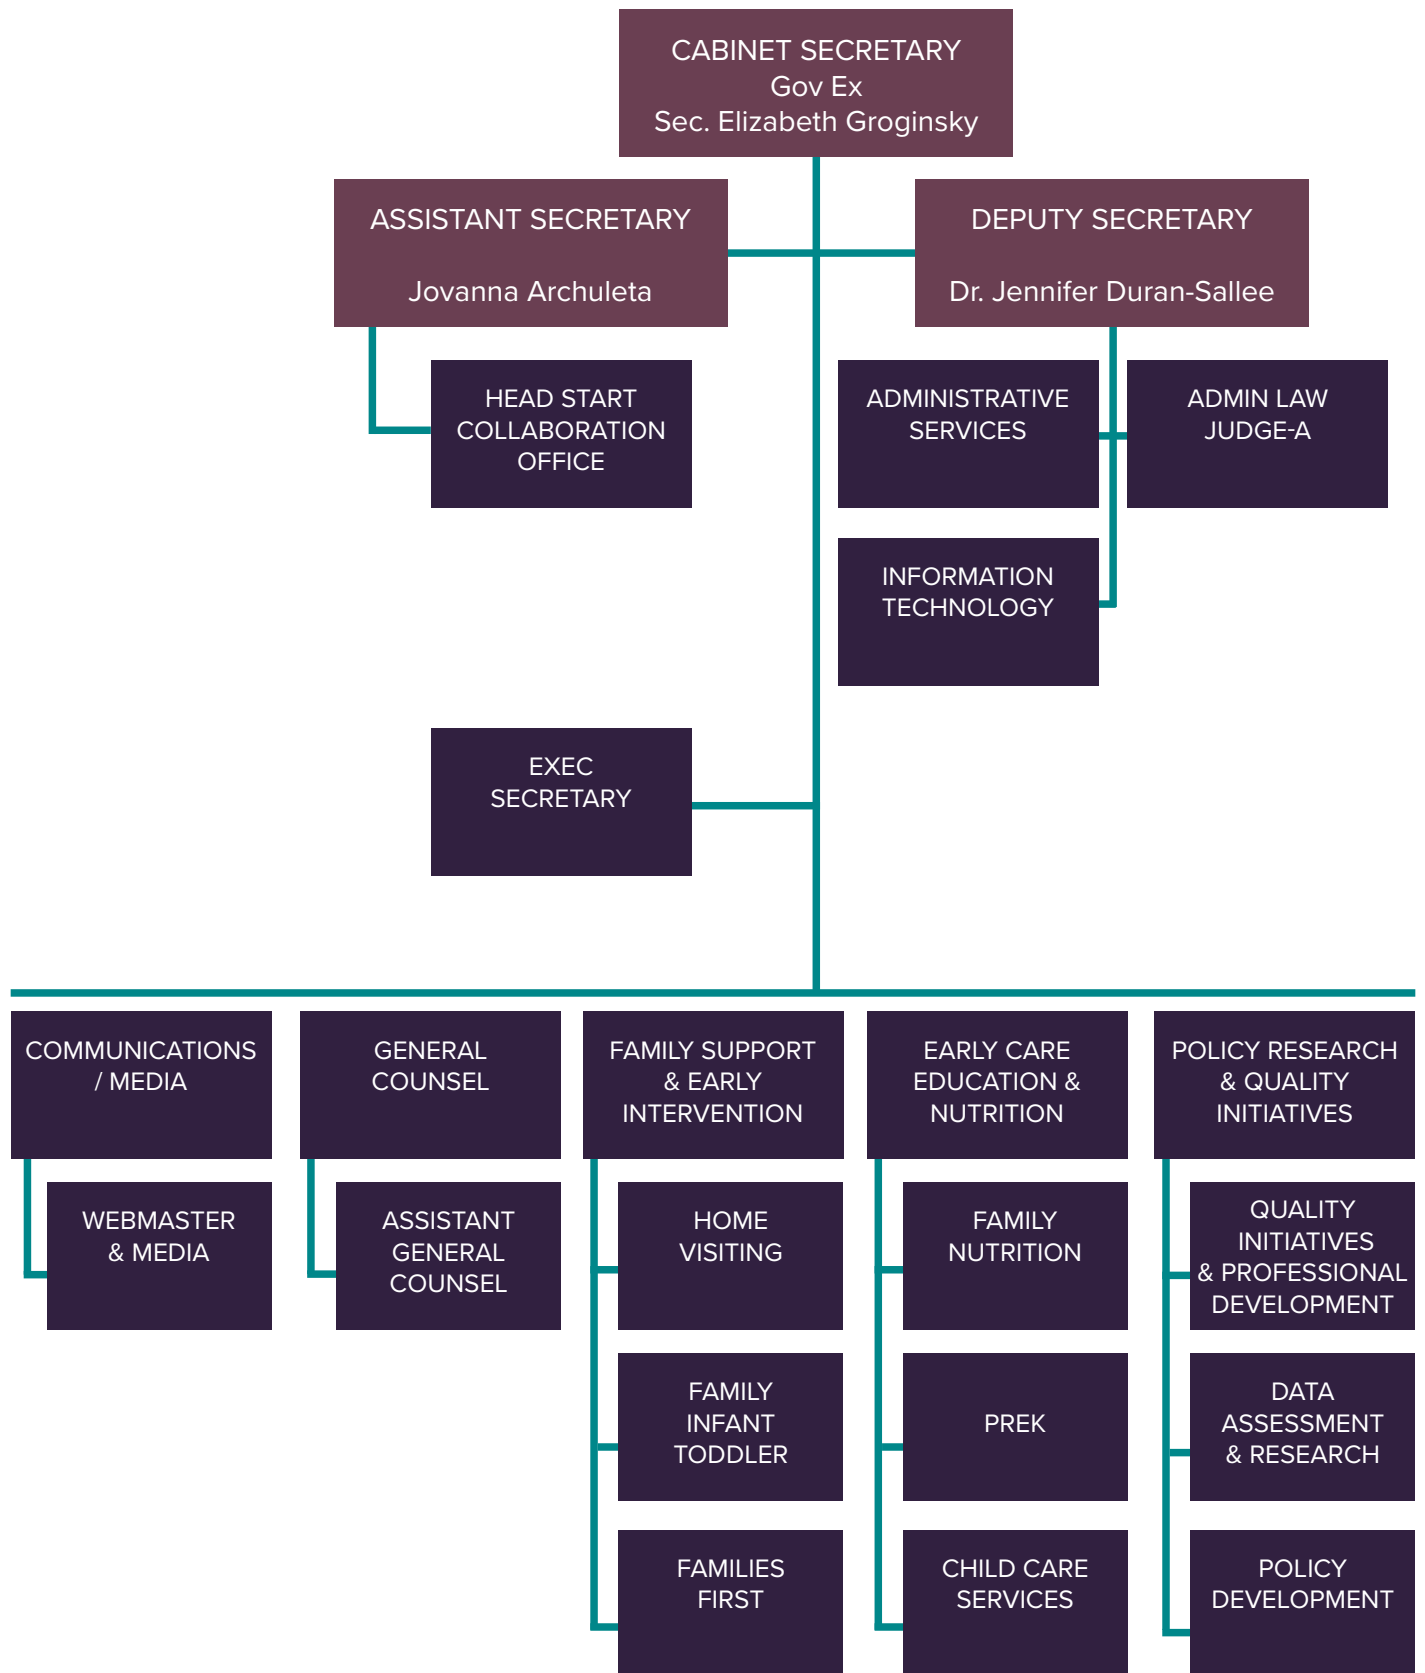 CABINET SECRETARY
Gov Ex
Sec. Elizabeth Groginsky
ASSISTANT SECRETARY
Jovanna Archuleta
DEPUTY SECRETARY
Dr. Jennifer Duran-Sallee
HEAD START
COLLABORATION
OFFICE
ADMINISTRATIVE
SERVICES
ADMIN LAW
JUDGE-A
INFORMATION
TECHNOLOGY
EXEC
SECRETARY
COMMUNICATIONS
/ MEDIA
GENERAL
COUNSEL
FAMILY SUPPORT
& EARLY
INTERVENTION
EARLY CARE
EDUCATION &
NUTRITION
POLICY RESEARCH
& QUALITY
INITIATIVES
WEBMASTER
& MEDIA
ASSISTANT
GENERAL
COUNSEL
HOME
VISITING
FAMILY
NUTRITION
QUALITY
INITIATIVES
& PROFESSIONAL
DEVELOPMENT
FAMILY
INFANT
TODDLER
PREK
DATA
ASSESSMENT
& RESEARCH
FAMILIES
FIRST
CHILD CARE
SERVICES
POLICY
DEVELOPMENT